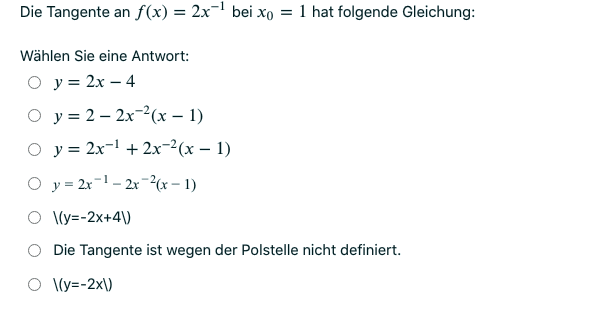 Die Tangente an f(x) = 2x⁻¹ bei x₀ = 1 hat folgende Gleichung:
Wählen Sie eine Antwort:
y = 2x − 4
y = 2 − 2x⁻²(x − 1)
y = 2x⁻¹ + 2x⁻²(x − 1)
y = 2x⁻¹ − 2x⁻²(x − 1)
\(y=-2x+4\)
Die Tangente ist wegen der Polstelle nicht definiert.
\(y=-2x\)